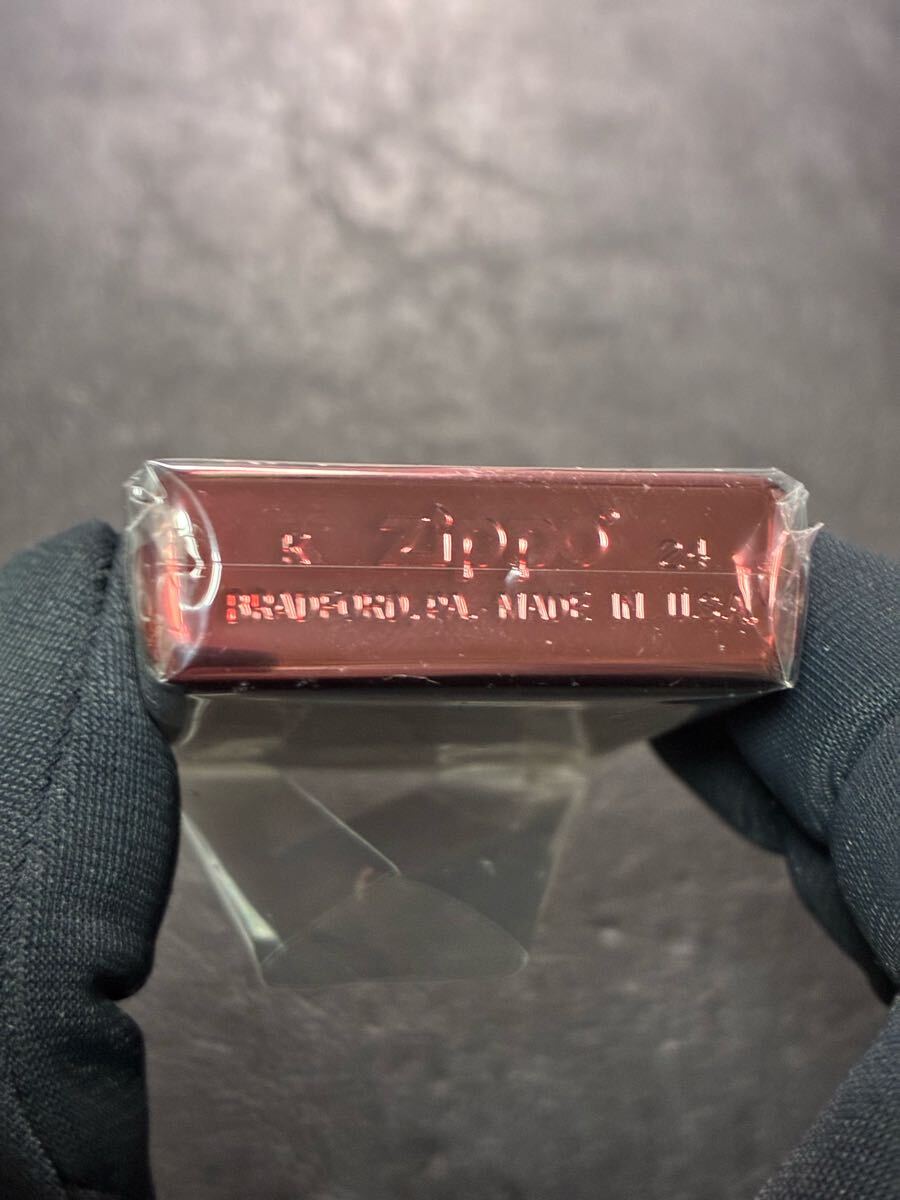 K zippo® 24
BRADFORD, PA. MADE IN U.S.A.